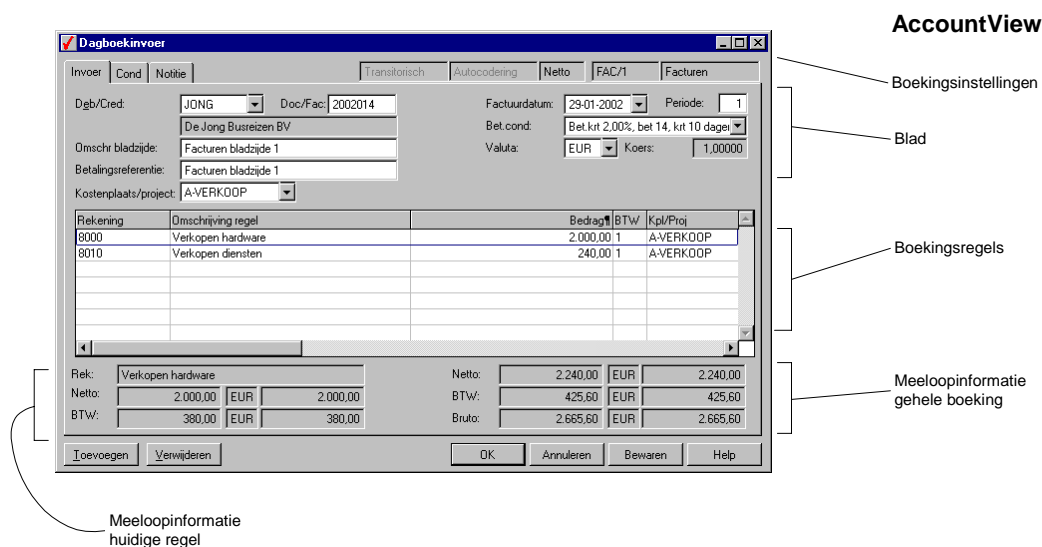 AccountView
Dagboekinvoer
Invoer Cond Notitie Transitorisch Autocodering Netto FAC/1 Facturen
Boekingsinstellingen
Deb/Cred: JONG Doc/Fac: 2002014 Factuurdatum: 29-01-2002 Periode: 1
De Jong Busreizen BV Bet.cond: Bet.krt 2,00%, bet 14, krt 10 dagen
Blad
Omschr bladzijde: Facturen bladzijde 1 Valuta: EUR Koers: 1,00000
Betalingsreferentie: Facturen bladzijde 1
Kostenplaats/project: A-VERKOOP
Rekening Omschrijving regel Bedrag¶ BTW Kpl/Proj
8000 Verkopen hardware 2.000,00 1 A-VERKOOP
8010 Verkopen diensten 240,00 1 A-VERKOOP
Boekingsregels
Rek: Verkopen hardware Netto: 2.240,00 EUR 2.240,00
Netto: 2.000,00 EUR 2.000,00 BTW: 425,60 EUR 425,60
BTW: 380,00 EUR 380,00 Bruto: 2.665,60 EUR 2.665,60
Meeloopinformatie
gehele boeking
Toevoegen Verwijderen OK Annuleren Bewaren Help
Meeloopinformatie
huidige regel